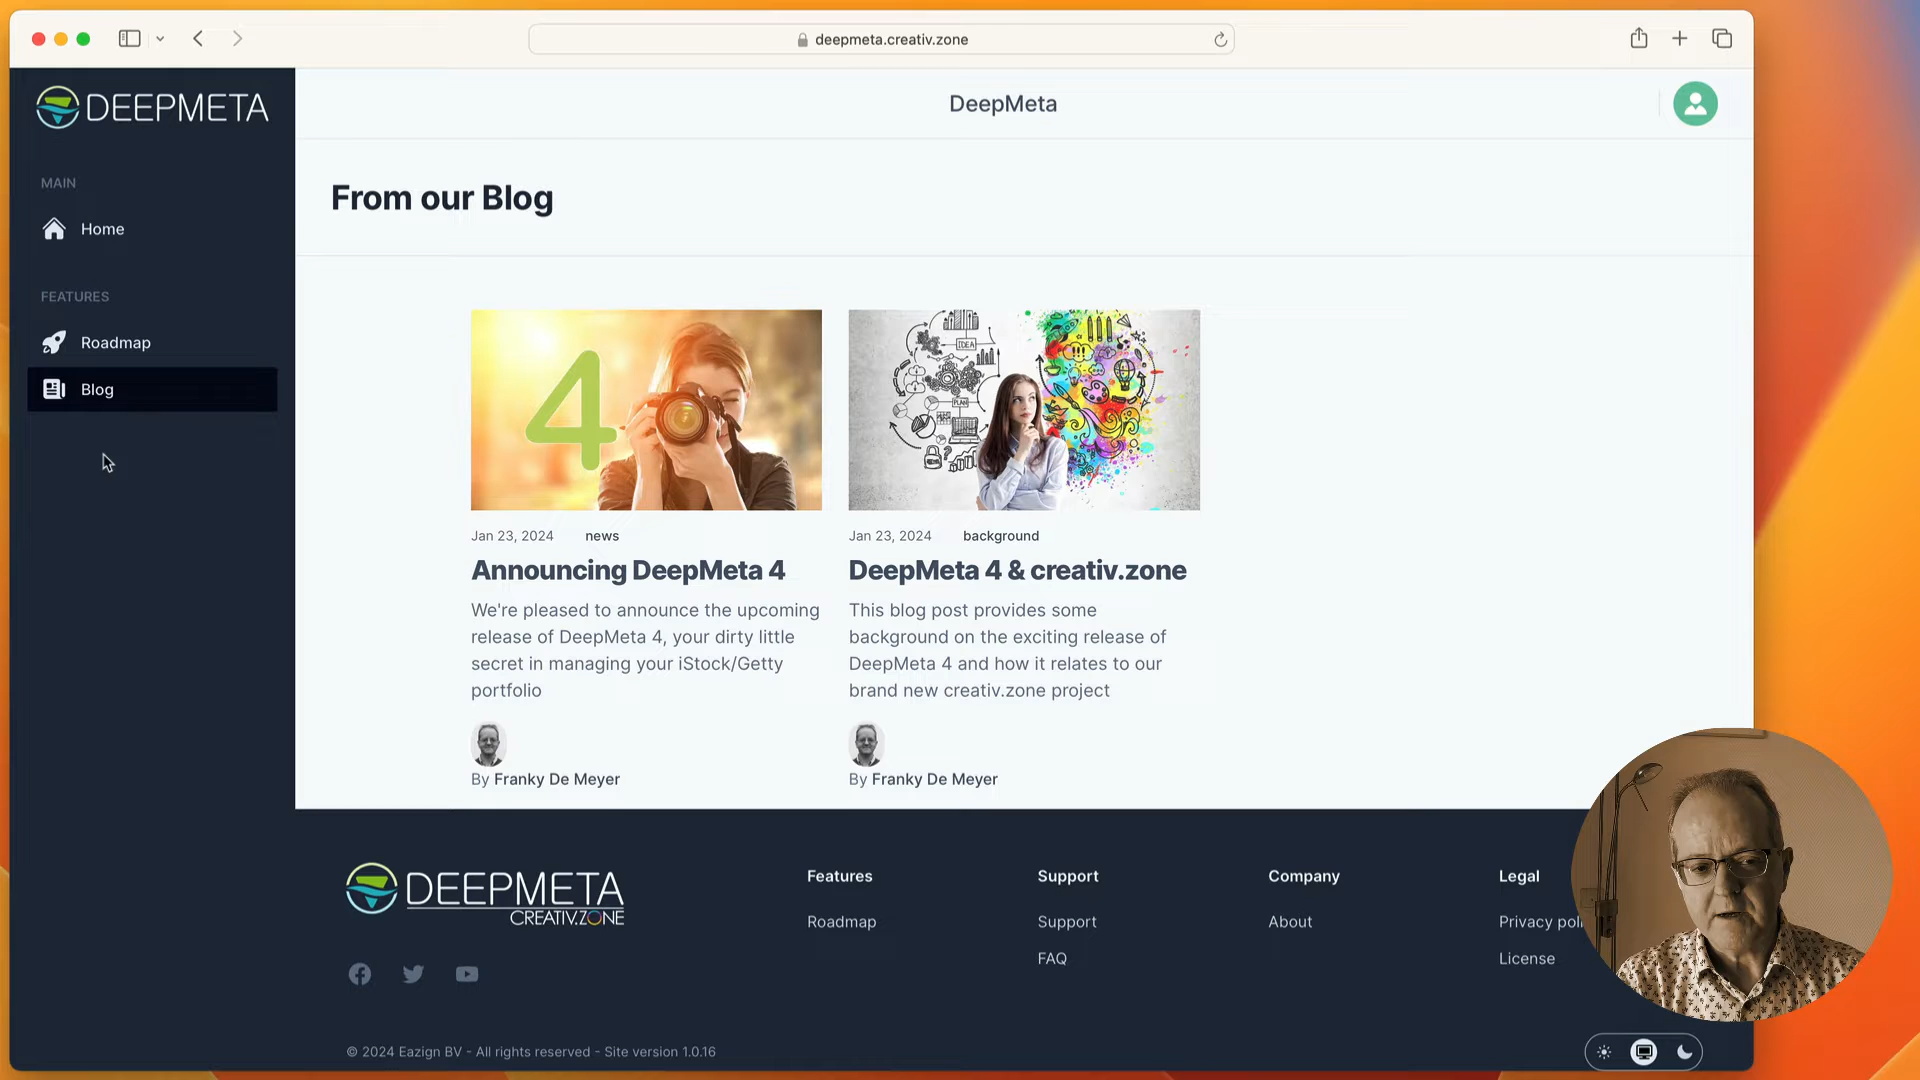 deepmeta.creativ.zone
DEEPMETA
DeepMeta
MAIN
Home
FEATURES
Roadmap
Blog
From our Blog
4
IDEA
PLAN
Jan 23, 2024 news
Announcing DeepMeta 4
We're pleased to announce the upcoming
release of DeepMeta 4, your dirty little
secret in managing your iStock/Getty
portfolio
By Franky De Meyer
Jan 23, 2024 background
DeepMeta 4 & creativ.zone
This blog post provides some
background on the exciting release of
DeepMeta 4 and how it relates to our
brand new creativ.zone project
By Franky De Meyer
DEEPMETA
CREATIV.ZONE
Features
Roadmap
Support
Support
FAQ
Company
About
Legal
Privacy
License
© 2024 Eazign BV - All rights reserved - Site version 1.0.16